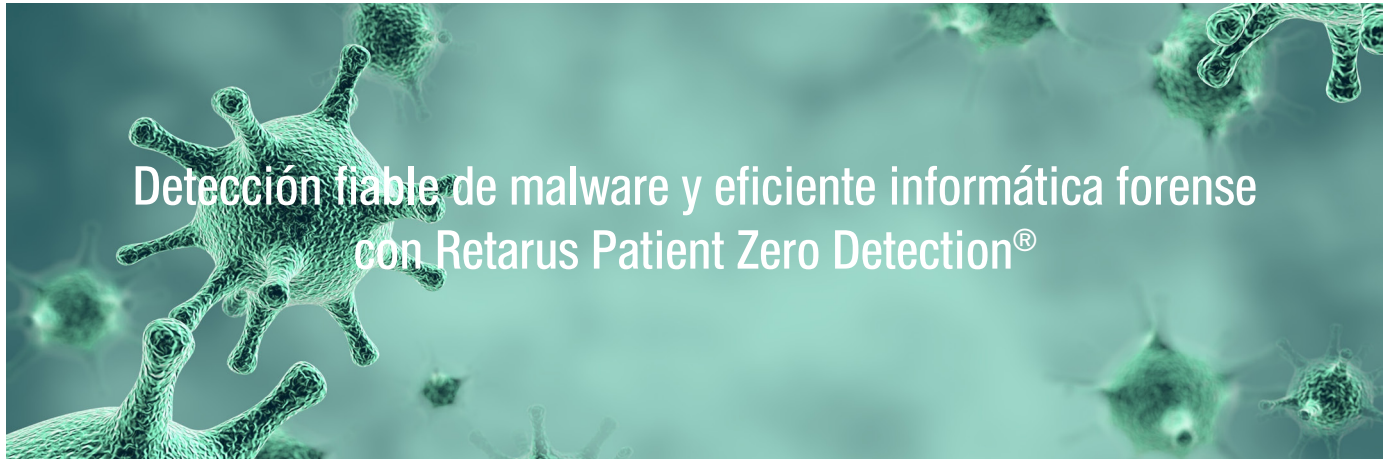 Detección fiable de malware y eficiente informática forense
con Retarus Patient Zero Detection®